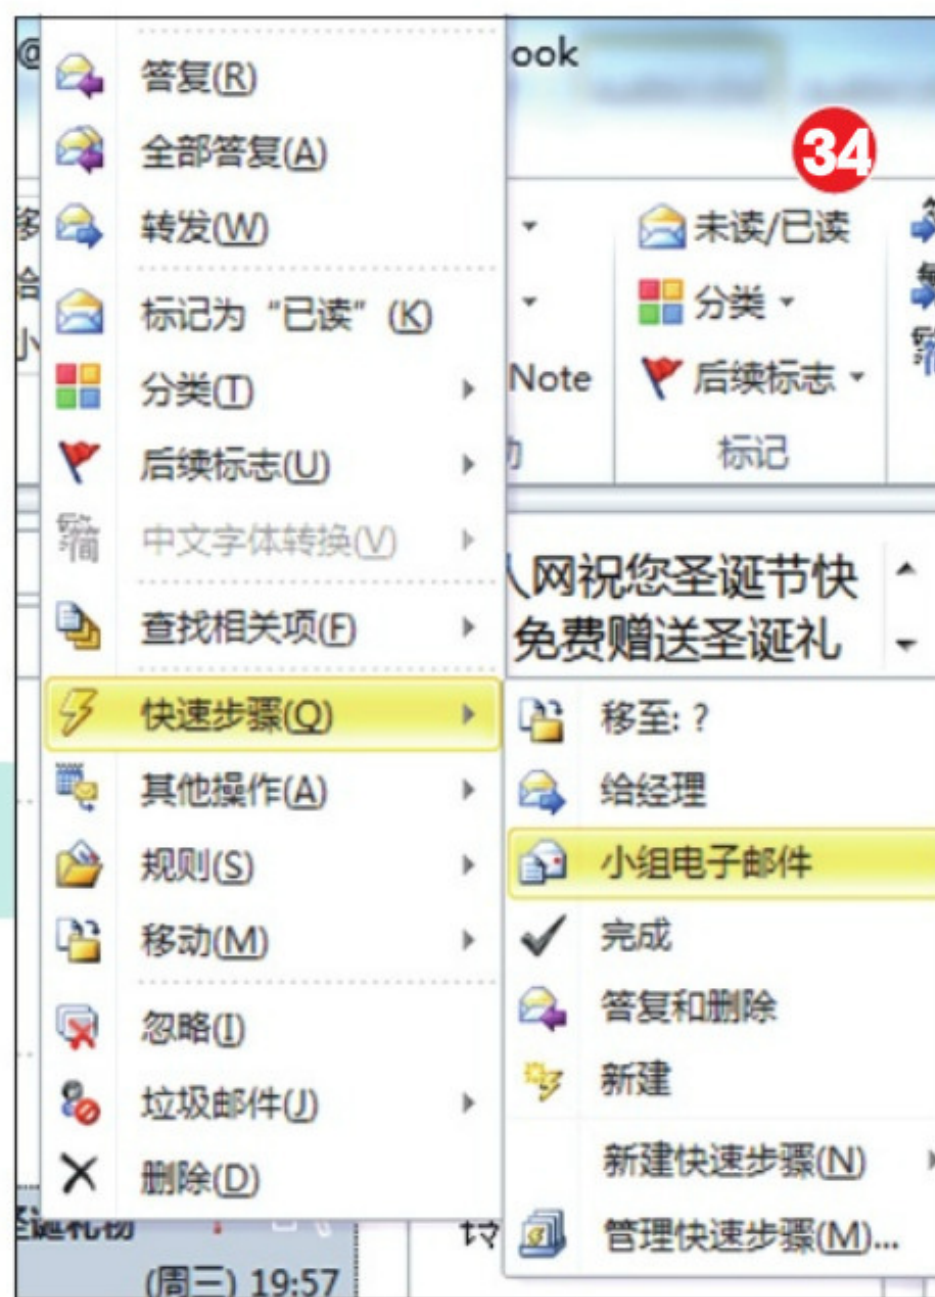 @
ook
34
答复(R)
全部答复(A)
转发(W)
标记为“已读”(K)
分类(T)
后续标志(U)
中文字体转换(V)
查找相关项(F)
快速步骤(Q)
其他操作(A)
规则(S)
移动(M)
忽略(I)
垃圾邮件(J)
删除(D)
未读/已读
分类
Note
后续标志
标记
网祝您圣诞节快
免费赠送圣诞礼
移至: ?
给经理
小组电子邮件
完成
答复和删除
新建
新建快速步骤(N)
管理快速步骤(M)...
圣诞礼物
(周三) 19:57